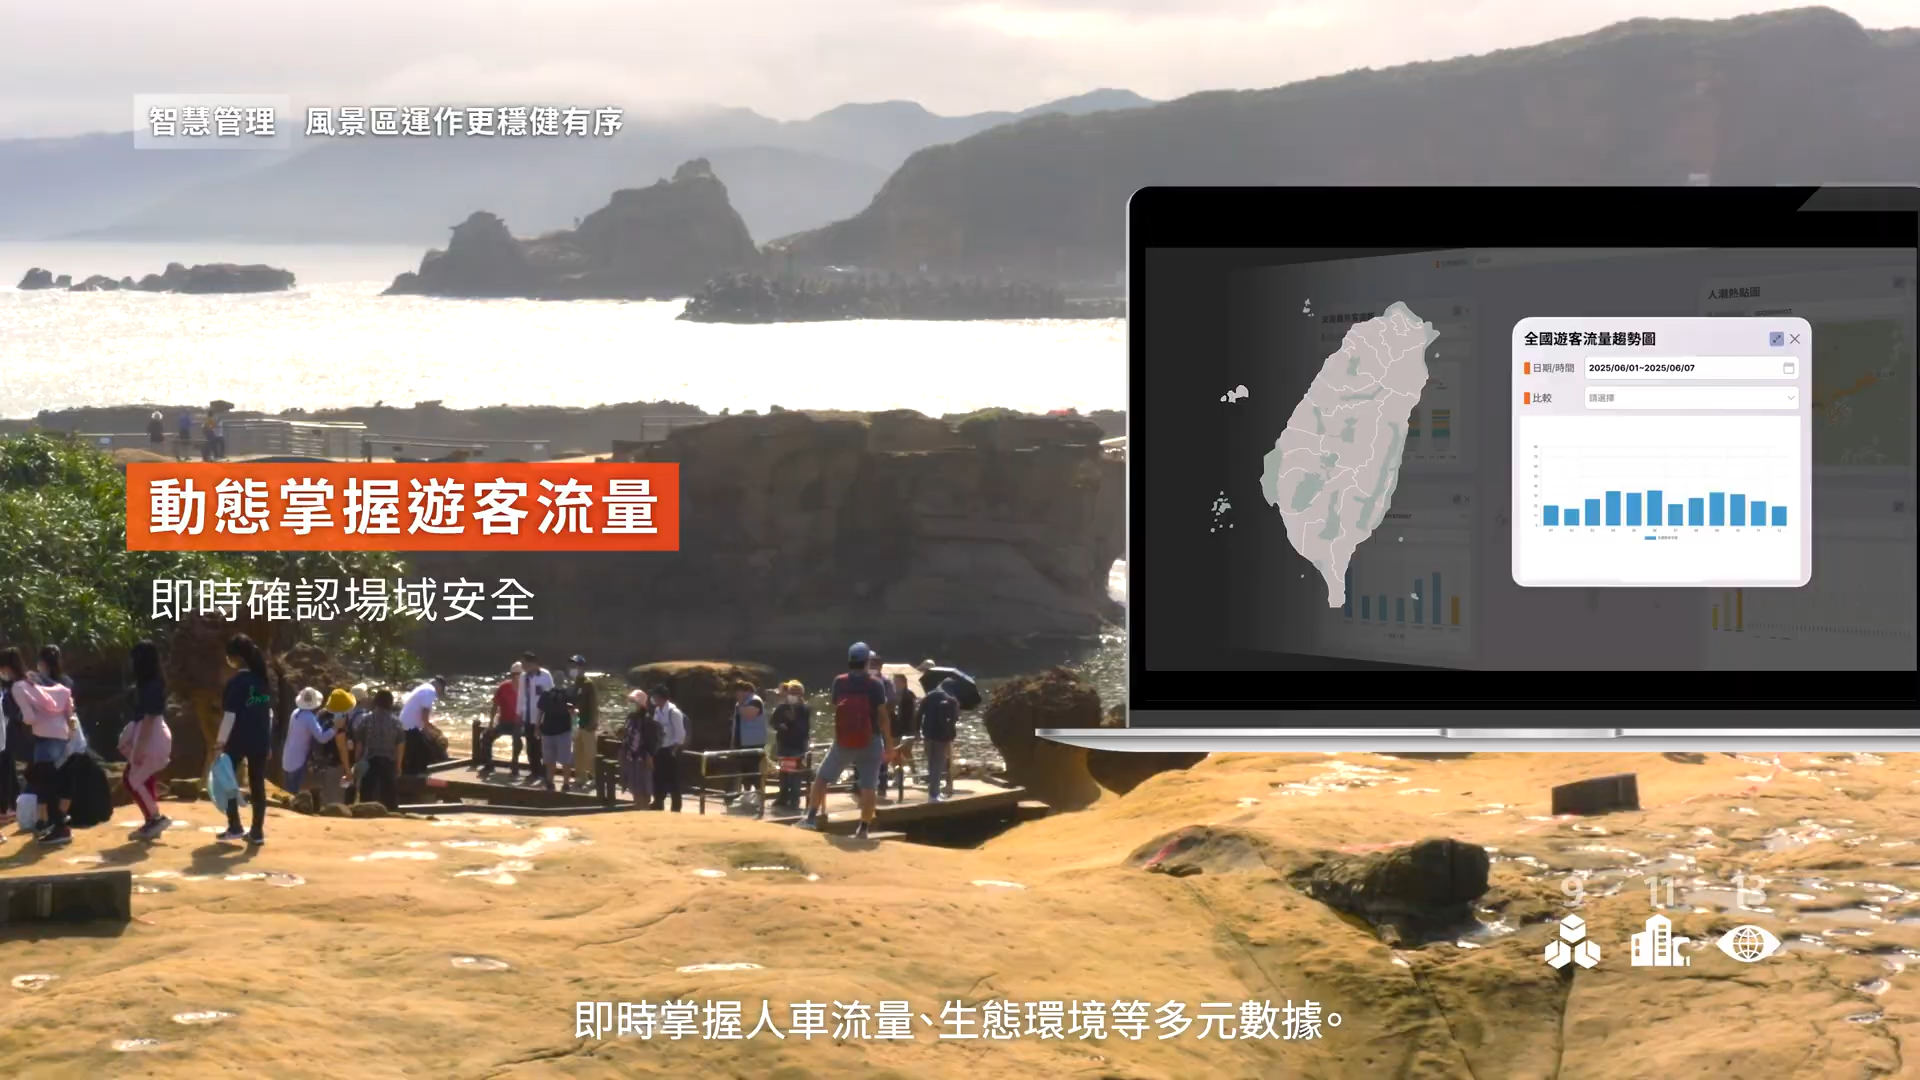 智慧管理 風景區運作更穩健有序
動態掌握遊客流量
即時確認場域安全
人潮熱點圖
全國遊客流量趨勢圖
日期/時間 2025/06/01~2025/06/07
比較 請選擇
9 11 13
即時掌握人車流量、生態環境等多元數據。